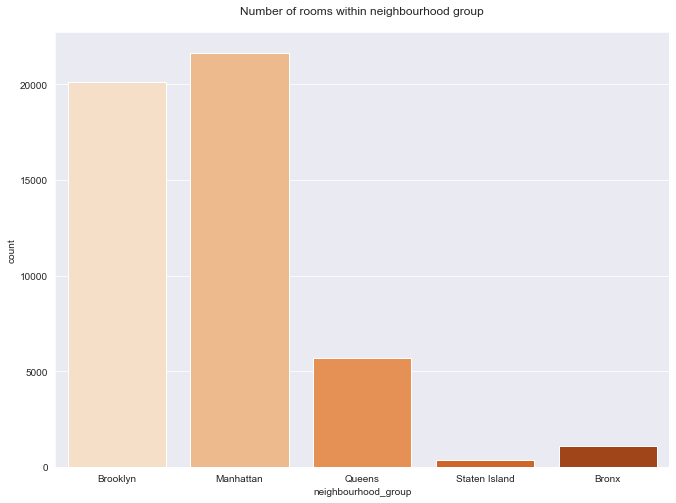 Number of rooms within neighbourhood group
20000
15000
10000
5000
0
count
Brooklyn Manhattan Queens Staten Island Bronx
neighbourhood_group